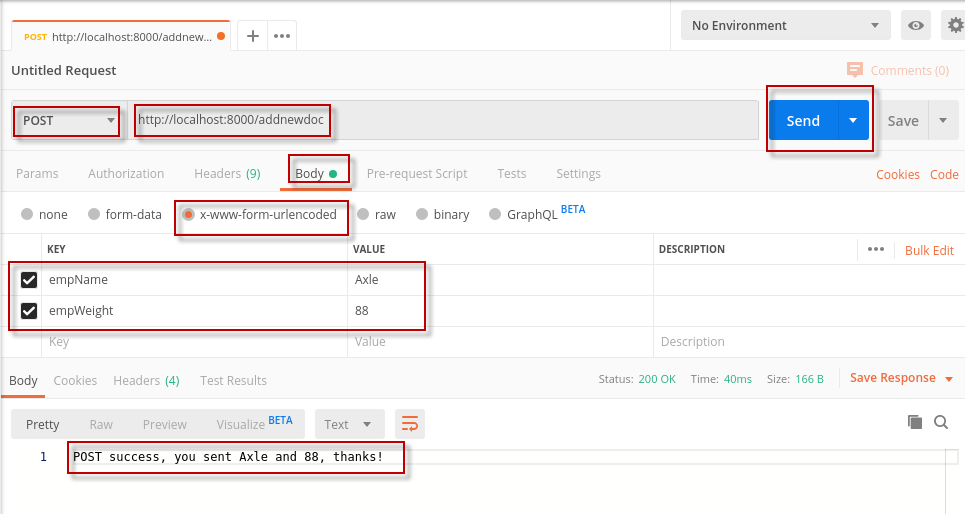 POST http://localhost:8000/addnew...
No Environment
Untitled Request
Comments (0)
POST http://localhost:8000/addnewdoc Send Save
Params Authorization Headers (9) Body Pre-request Script Tests Settings Cookies Code
none form-data x-www-form-urlencoded raw binary GraphQL BETA
KEY VALUE DESCRIPTION Bulk Edit
empName Axle
empWeight 88
Key Value Description
Body Cookies Headers (4) Test Results Status: 200 OK Time: 40ms Size: 166 B Save Response
Pretty Raw Preview Visualize BETA Text
1 POST success, you sent Axle and 88, thanks!